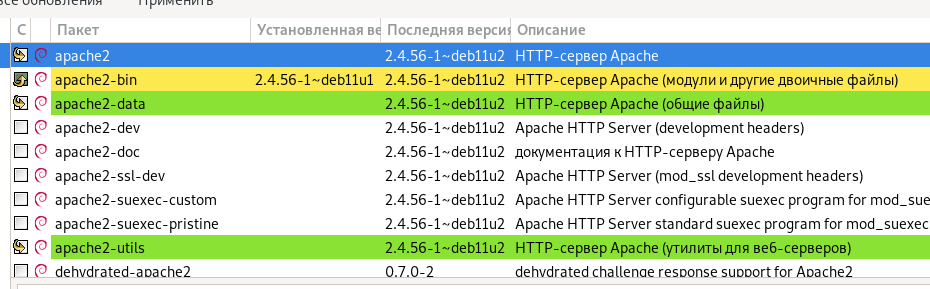 все обновления Применить
С Пакет Установленная ве Последняя верси Описание
apache2 2.4.56-1~deb11u2 HTTP-сервер Apache
apache2-bin 2.4.56-1~deb11u1 2.4.56-1~deb11u2 HTTP-сервер Apache (модули и другие двоичные файлы)
apache2-data 2.4.56-1~deb11u2 HTTP-сервер Apache (общие файлы)
apache2-dev 2.4.56-1~deb11u2 Apache HTTP Server (development headers)
apache2-doc 2.4.56-1~deb11u2 документация к HTTP-серверу Apache
apache2-ssl-dev 2.4.56-1~deb11u2 Apache HTTP Server (mod_ssl development headers)
apache2-suexec-custom 2.4.56-1~deb11u2 Apache HTTP Server configurable suexec program for mod_sue
apache2-suexec-pristine 2.4.56-1~deb11u2 Apache HTTP Server standard suexec program for mod_suexec
apache2-utils 2.4.56-1~deb11u2 HTTP-сервер Apache (утилиты для веб-серверов)
dehydrated-apache2 0.7.0-2 dehydrated challenge response support for Apache2